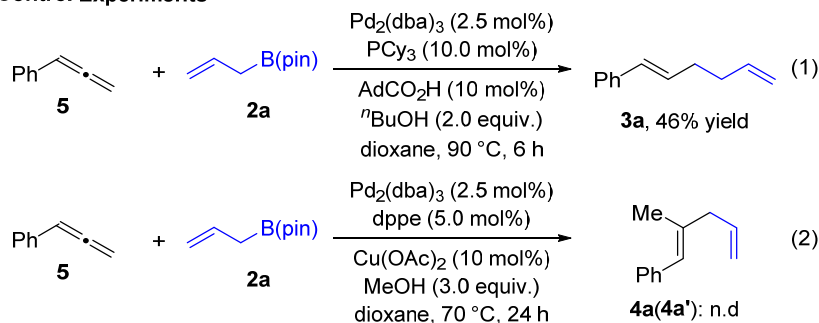 Control Experiments
Pd2(dba)3 (2.5 mol%)
PCy3 (10.0 mol%)
Ph
+
B(pin)
5
2a
AdCO2H (10 mol%)
nBuOH (2.0 equiv.)
dioxane, 90 °C, 6 h
Ph
3a, 46% yield
(1)
Pd2(dba)3 (2.5 mol%)
dppe (5.0 mol%)
Ph
+
B(pin)
5
2a
Cu(OAc)2 (10 mol%)
MeOH (3.0 equiv.)
dioxane, 70 °C, 24 h
Me
Ph
4a(4a'): n.d
(2)